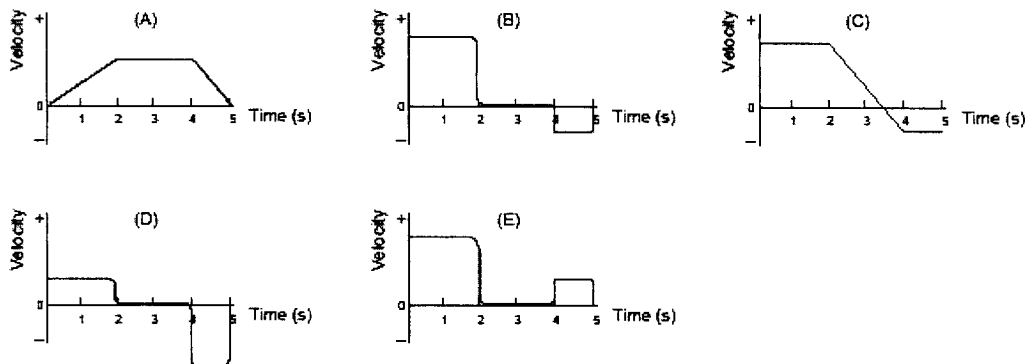 (A)
Velocity
+
0
−
1 2 3 4 5
Time (s)
(B)
Velocity
+
0
−
1 2 3 4 5
Time (s)
(C)
Velocity
+
0
−
1 2 3 4 5
Time (s)
(D)
Velocity
+
0
−
1 2 3 4 5
Time (s)
(E)
Velocity
+
0
−
1 2 3 4 5
Time (s)